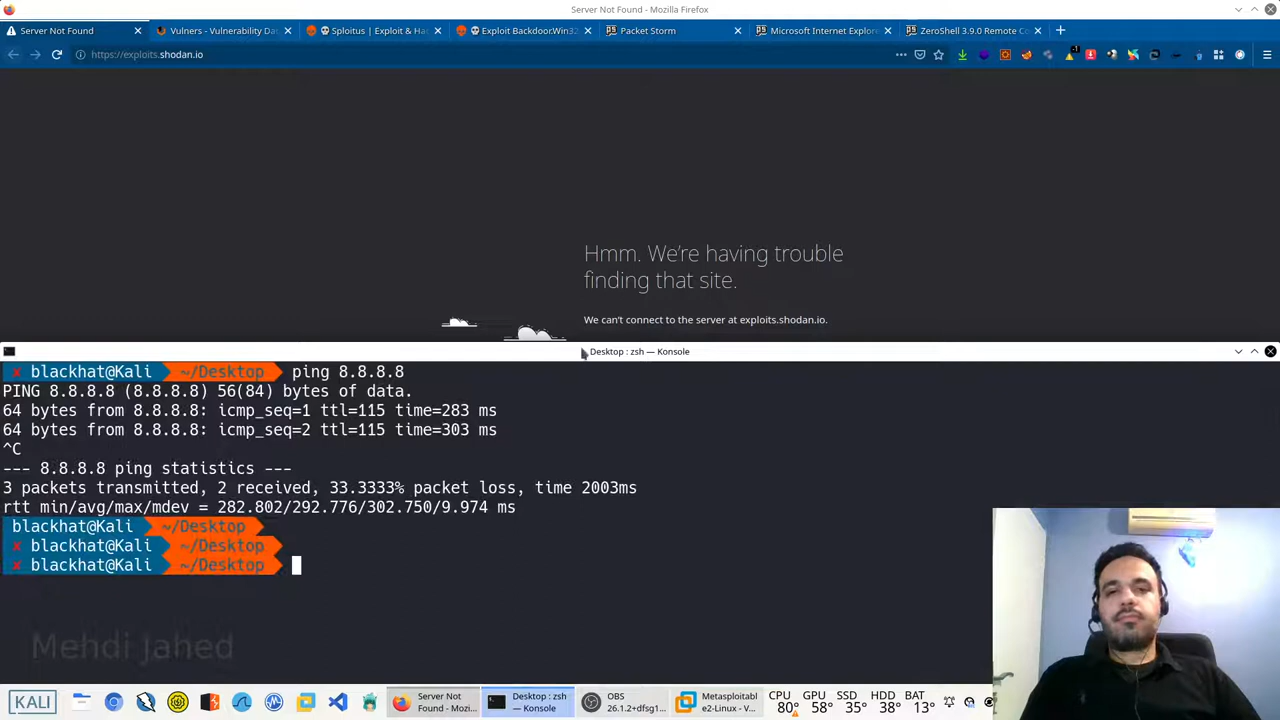 Server Not Found - Mozilla Firefox
Server Not Found
Vulners - Vulnerability Dat
Sploitus | Exploit & Ha
Exploit Backdoor.Win32
Packet Storm
Microsoft Internet Explore
ZeroShell 3.9.0 Remote Co
https://exploits.shodan.io
Hmm. We're having trouble
finding that site.
We can't connect to the server at exploits.shodan.io.
Desktop : zsh — Konsole
blackhat@Kali ~/Desktop ping 8.8.8.8
PING 8.8.8.8 (8.8.8.8) 56(84) bytes of data.
64 bytes from 8.8.8.8: icmp_seq=1 ttl=115 time=283 ms
64 bytes from 8.8.8.8: icmp_seq=2 ttl=115 time=303 ms
^C
--- 8.8.8.8 ping statistics ---
3 packets transmitted, 2 received, 33.3333% packet loss, time 2003ms
rtt min/avg/max/mdev = 282.802/292.776/302.750/9.974 ms
blackhat@Kali ~/Desktop
blackhat@Kali ~/Desktop
blackhat@Kali ~/Desktop
Mehdi Jahed
KALI
Server Not
Found - Mozi...
Desktop : zsh
— Konsole
OBS
26.1.2+dfsg1...
Metasploitabl
e2-Linux - V...
CPU GPU SSD HDD BAT
80° 58° 35° 38° 13°